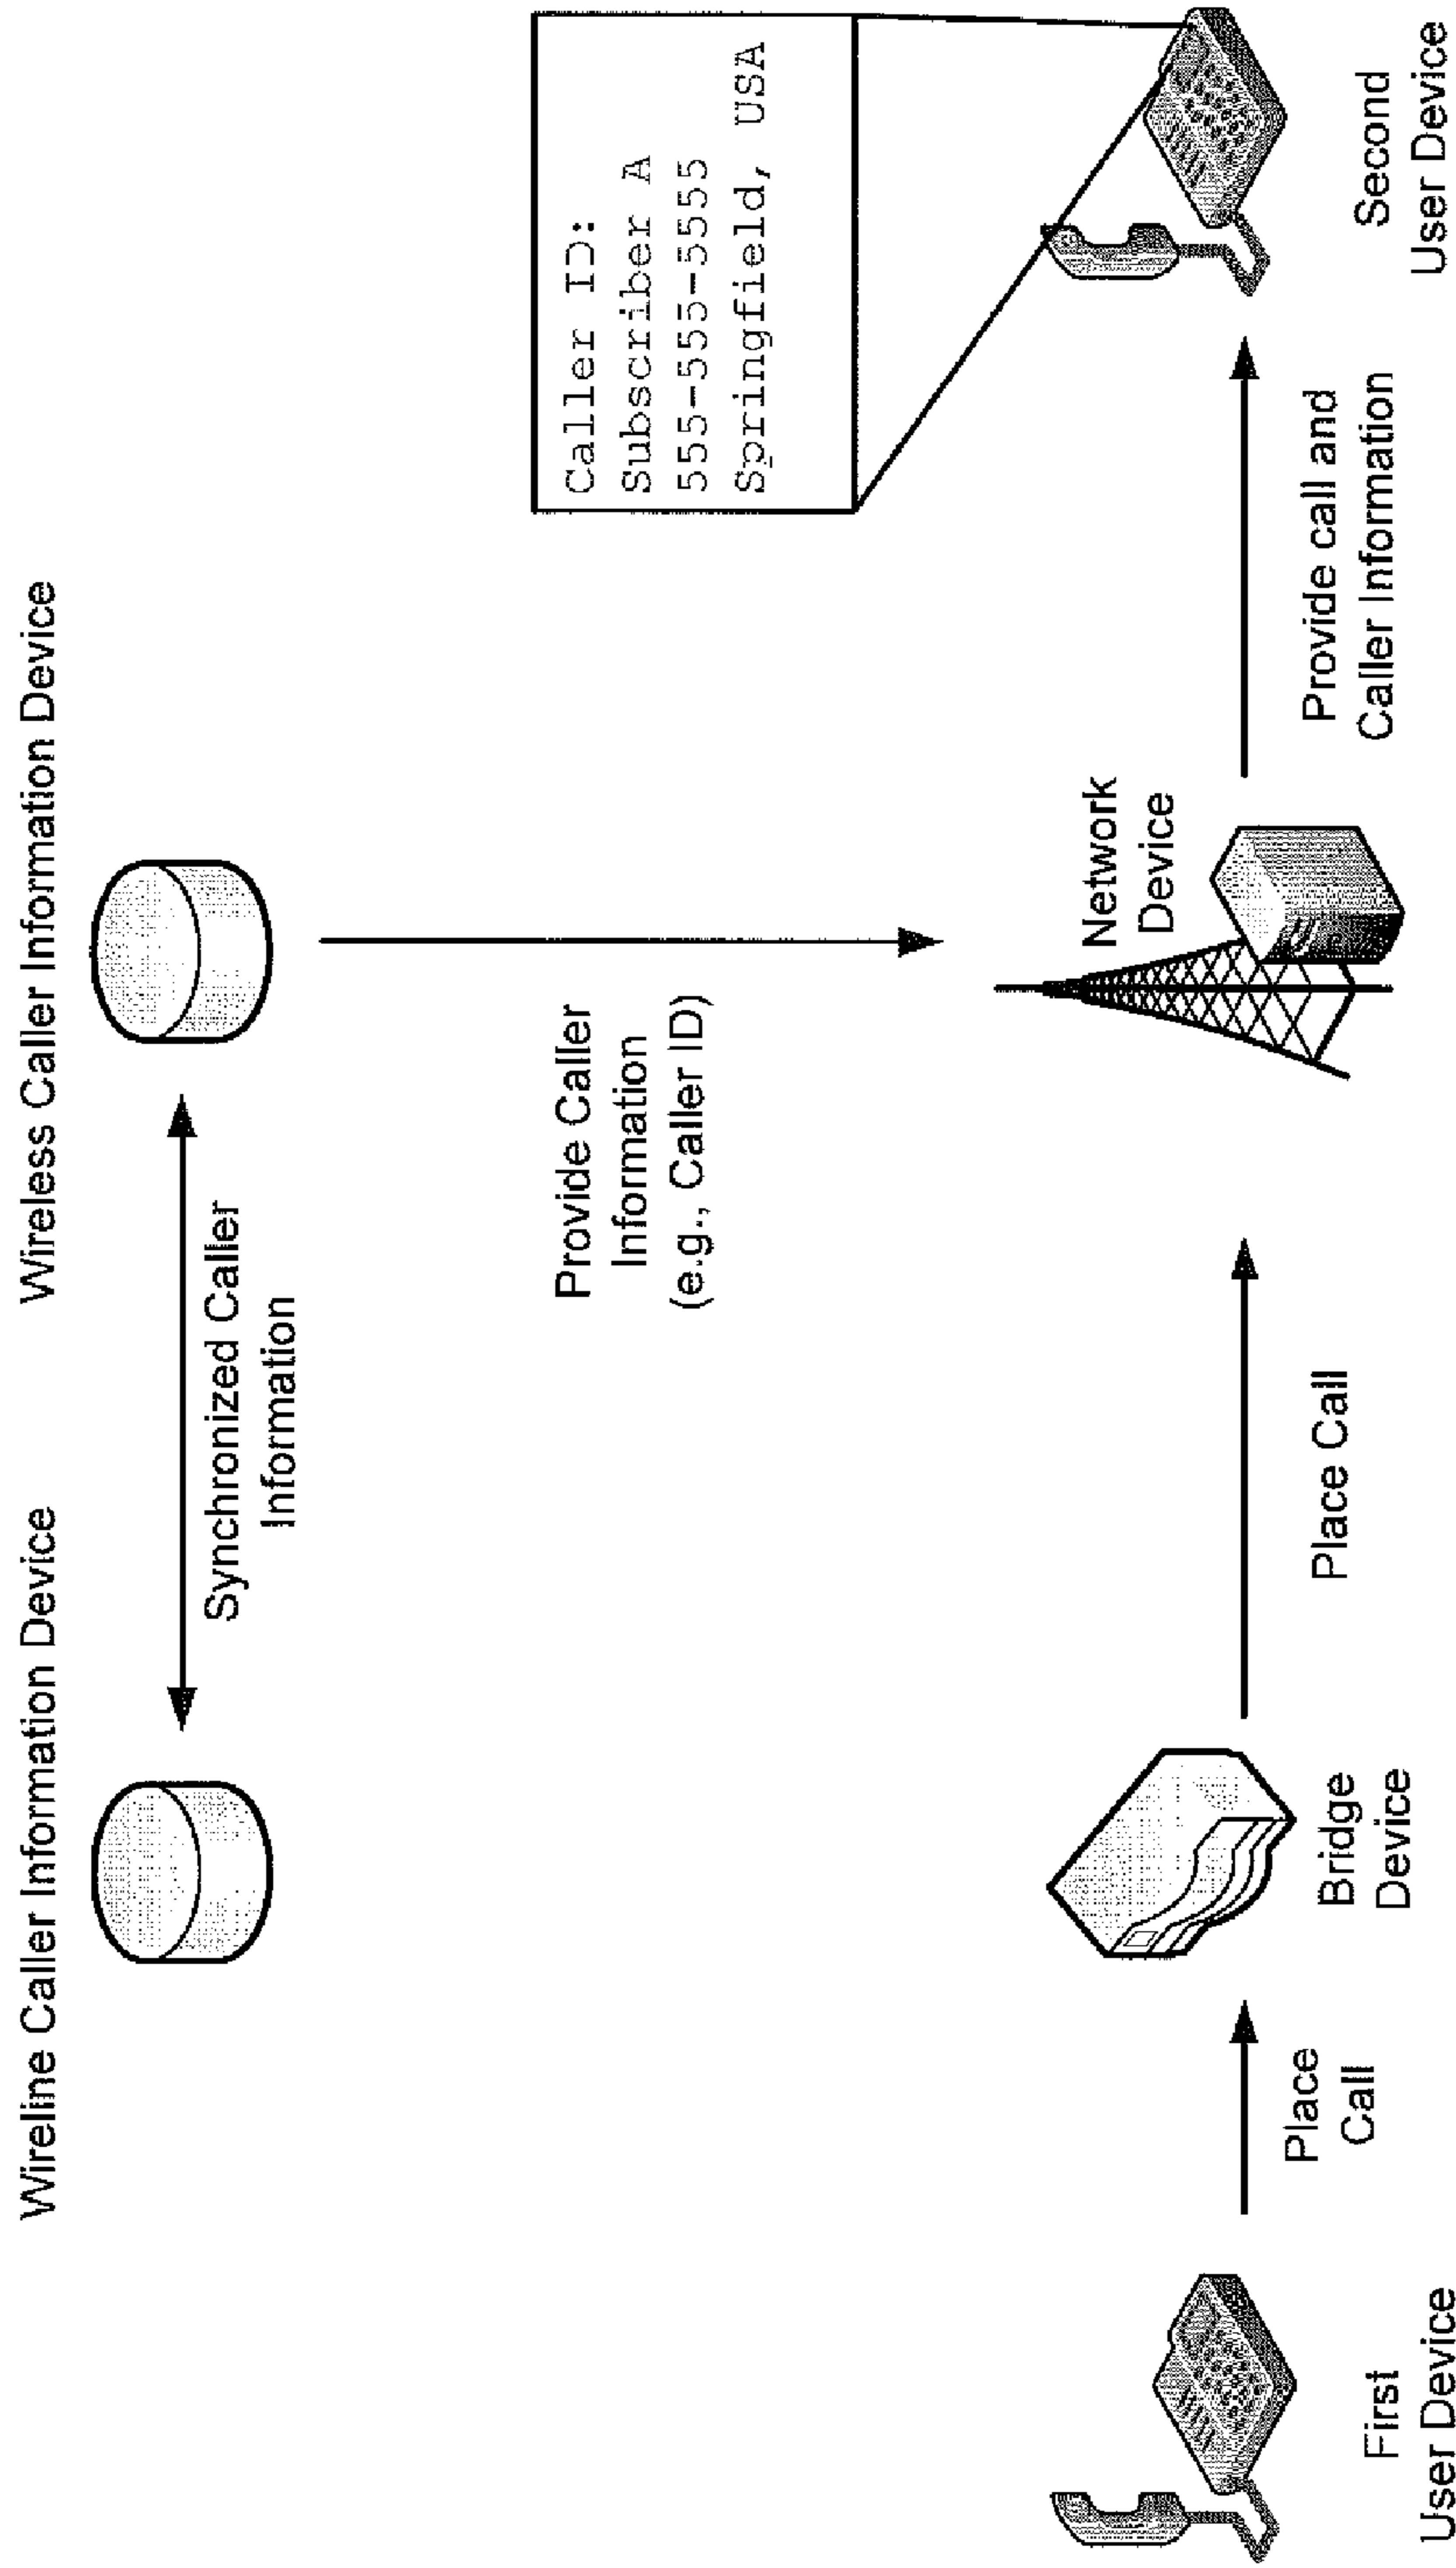 Wireline Caller Information Device
Wireless Caller Information Device
Synchronized Caller
Information
Provide Caller
Information
(e.g., Caller ID)
Caller ID:
Subscriber A
555-555-5555
Springfield, USA
Network
Device
First
User Device
Place
Call
Bridge
Device
Place Call
Provide call and
Caller Information
Second
User Device